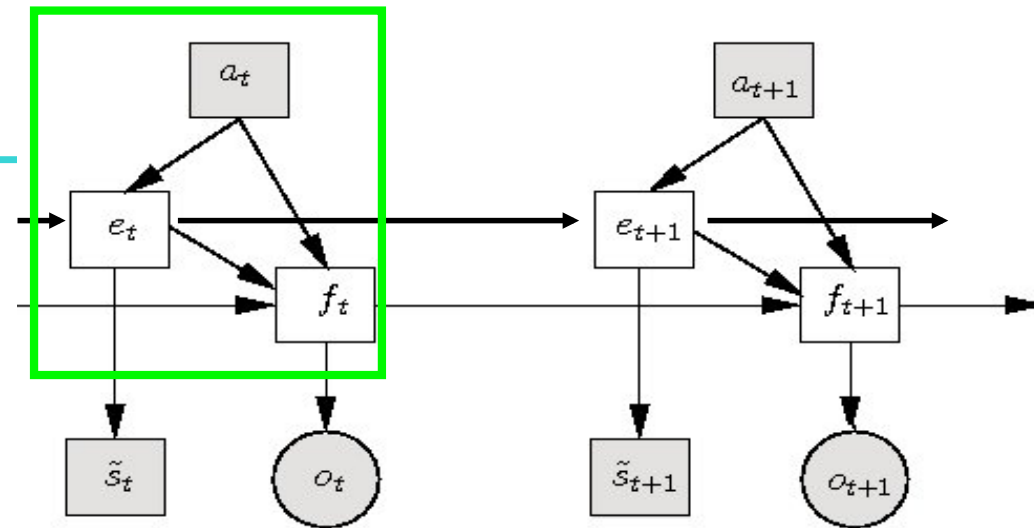 a_t a_{t+1}
e_t e_{t+1}
f_t f_{t+1}
s̃_t o_t s̃_{t+1} o_{t+1}